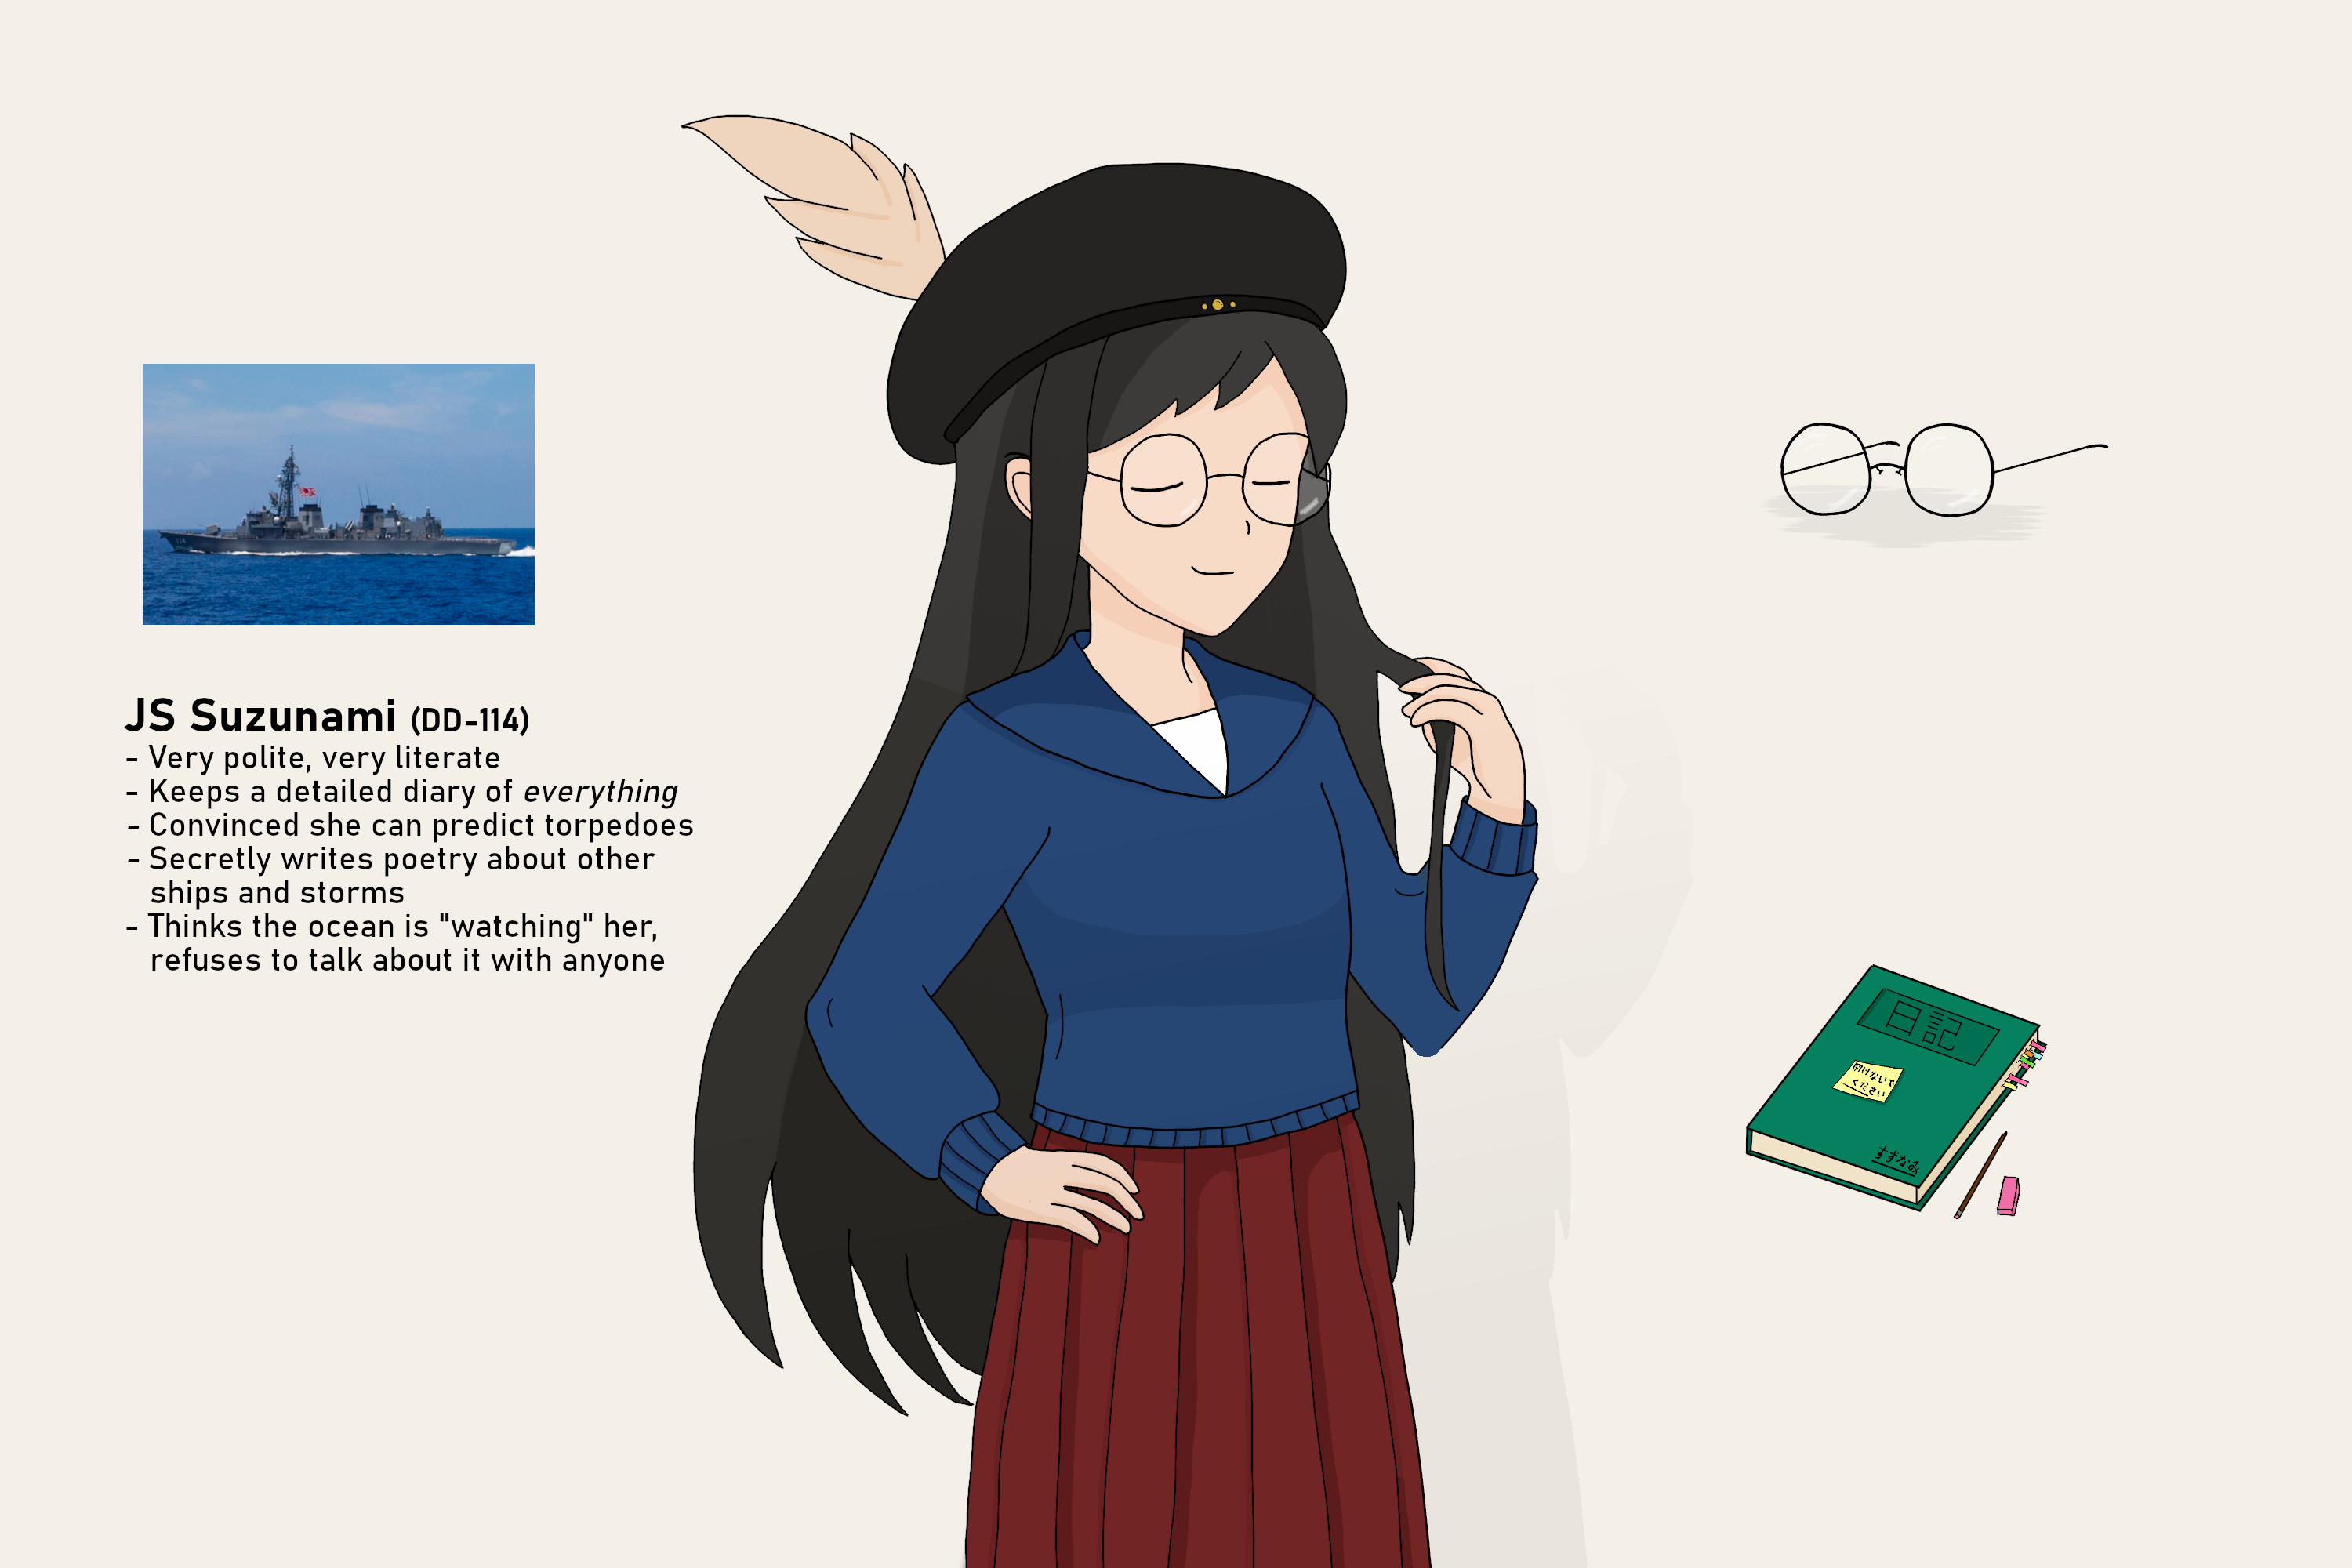 114
JS Suzunami (DD-114)
- Very polite, very literate
- Keeps a detailed diary of everything
- Convinced she can predict torpedoes
- Secretly writes poetry about other
ships and storms
- Thinks the ocean is "watching" her,
refuses to talk about it with anyone
日記
開けないで
ください
すずなみ